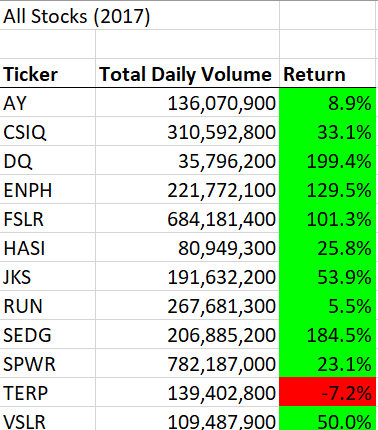 All Stocks (2017)
Ticker Total Daily Volume Return
AY 136,070,900 8.9%
CSIQ 310,592,800 33.1%
DQ 35,796,200 199.4%
ENPH 221,772,100 129.5%
FSLR 684,181,400 101.3%
HASI 80,949,300 25.8%
JKS 191,632,200 53.9%
RUN 267,681,300 5.5%
SEDG 206,885,200 184.5%
SPWR 782,187,000 23.1%
TERP 139,402,800 -7.2%
VSLR 109,487,900 50.0%